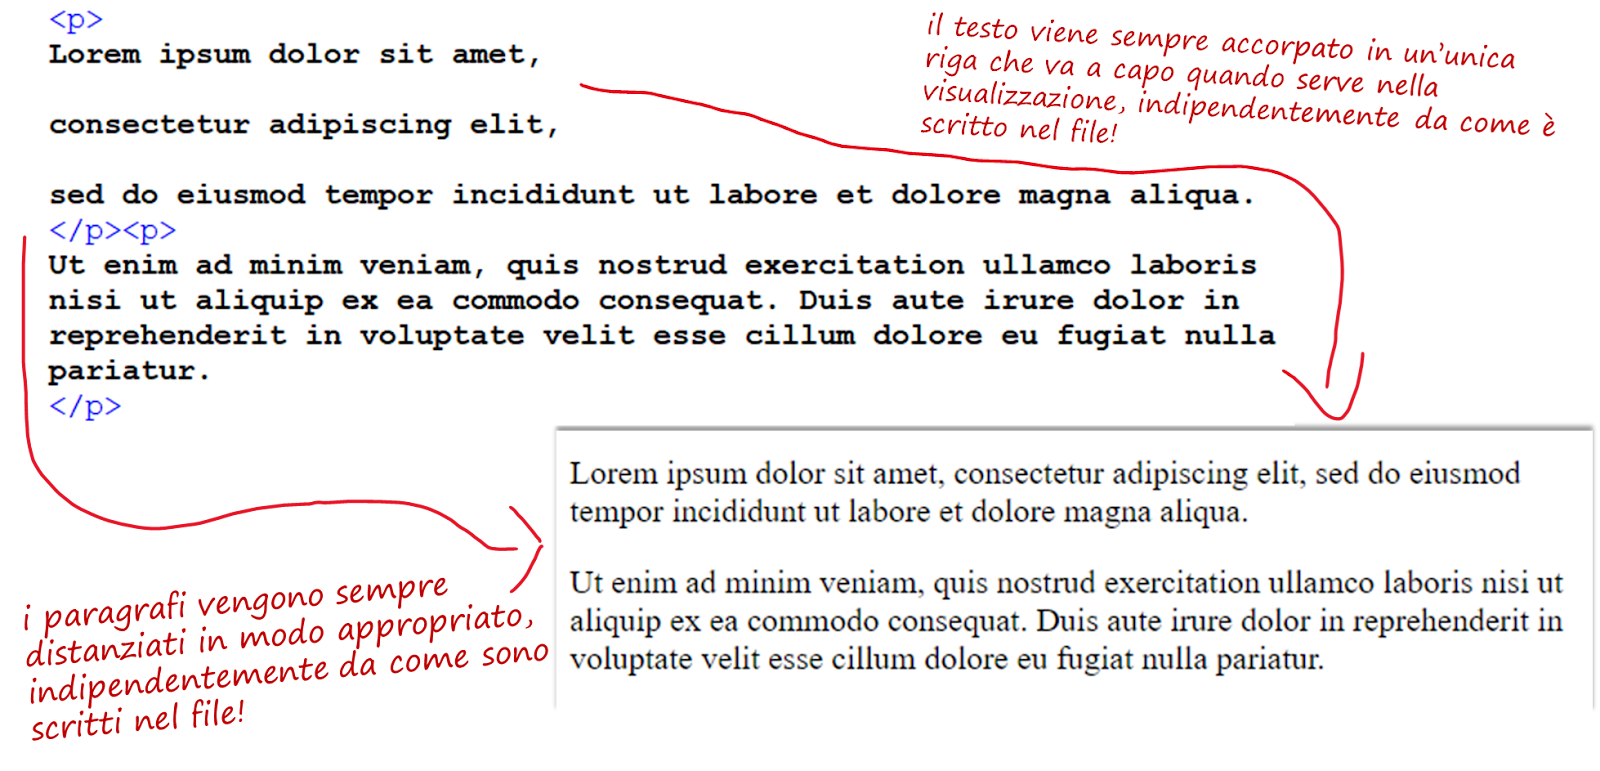 <p>
Lorem ipsum dolor sit amet,
consectetur adipiscing elit,
sed do eiusmod tempor incididunt ut labore et dolore magna aliqua.
</p><p>
Ut enim ad minim veniam, quis nostrud exercitation ullamco laboris
nisi ut aliquip ex ea commodo consequat. Duis aute irure dolor in
reprehenderit in voluptate velit esse cillum dolore eu fugiat nulla
pariatur.
</p>
il testo viene sempre accorpato in un'unica
riga che va a capo quando serve nella
visualizzazione, indipendentemente da come è
scritto nel file!
i paragrafi vengono sempre
distanziati in modo appropriato,
indipendentemente da come sono
scritti nel file!
Lorem ipsum dolor sit amet, consectetur adipiscing elit, sed do eiusmod
tempor incididunt ut labore et dolore magna aliqua.
Ut enim ad minim veniam, quis nostrud exercitation ullamco laboris nisi ut
aliquip ex ea commodo consequat. Duis aute irure dolor in reprehenderit in
voluptate velit esse cillum dolore eu fugiat nulla pariatur.